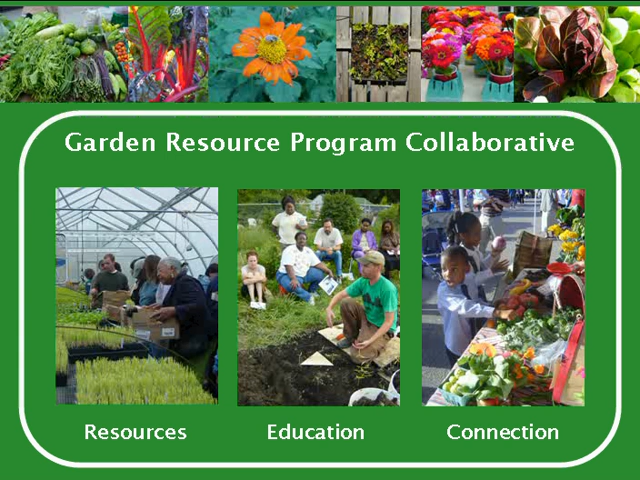 Garden Resource Program Collaborative
Resources
Education
Connection